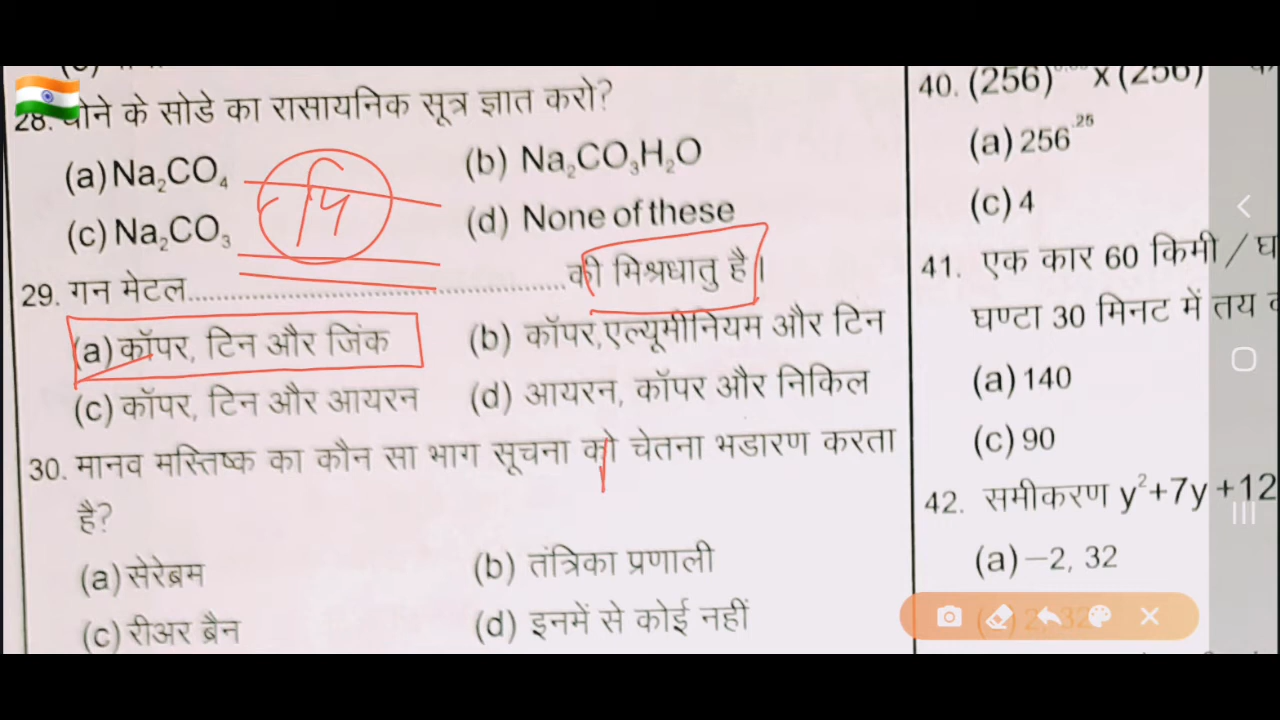 28. धोने के सोडे का रासायनिक सूत्र ज्ञात करो?
(a) Na₂CO₄ (b) Na₂CO₃H₂O
(c) Na₂CO₃ (d) None of these
29. गन मेटल.......................................................की मिश्रधातु है।
(a) कॉपर, टिन और जिंक (b) कॉपर,एल्यूमीनियम और टिन
(c) कॉपर, टिन और आयरन (d) आयरन, कॉपर और निकिल
30. मानव मस्तिष्क का कौन सा भाग सूचना को चेतना भडारण करता
है?
(a) सेरेब्रम (b) तंत्रिका प्रणाली
(c) रीअर ब्रैन (d) इनमें से कोई नहीं
40. (256) x (256)
(a) 256^.25
(c) 4
41. एक कार 60 किमी / घ
घण्टा 30 मिनट में तय
(a) 140
(c) 90
42. समीकरण y²+7y +12
(a) –2, 32